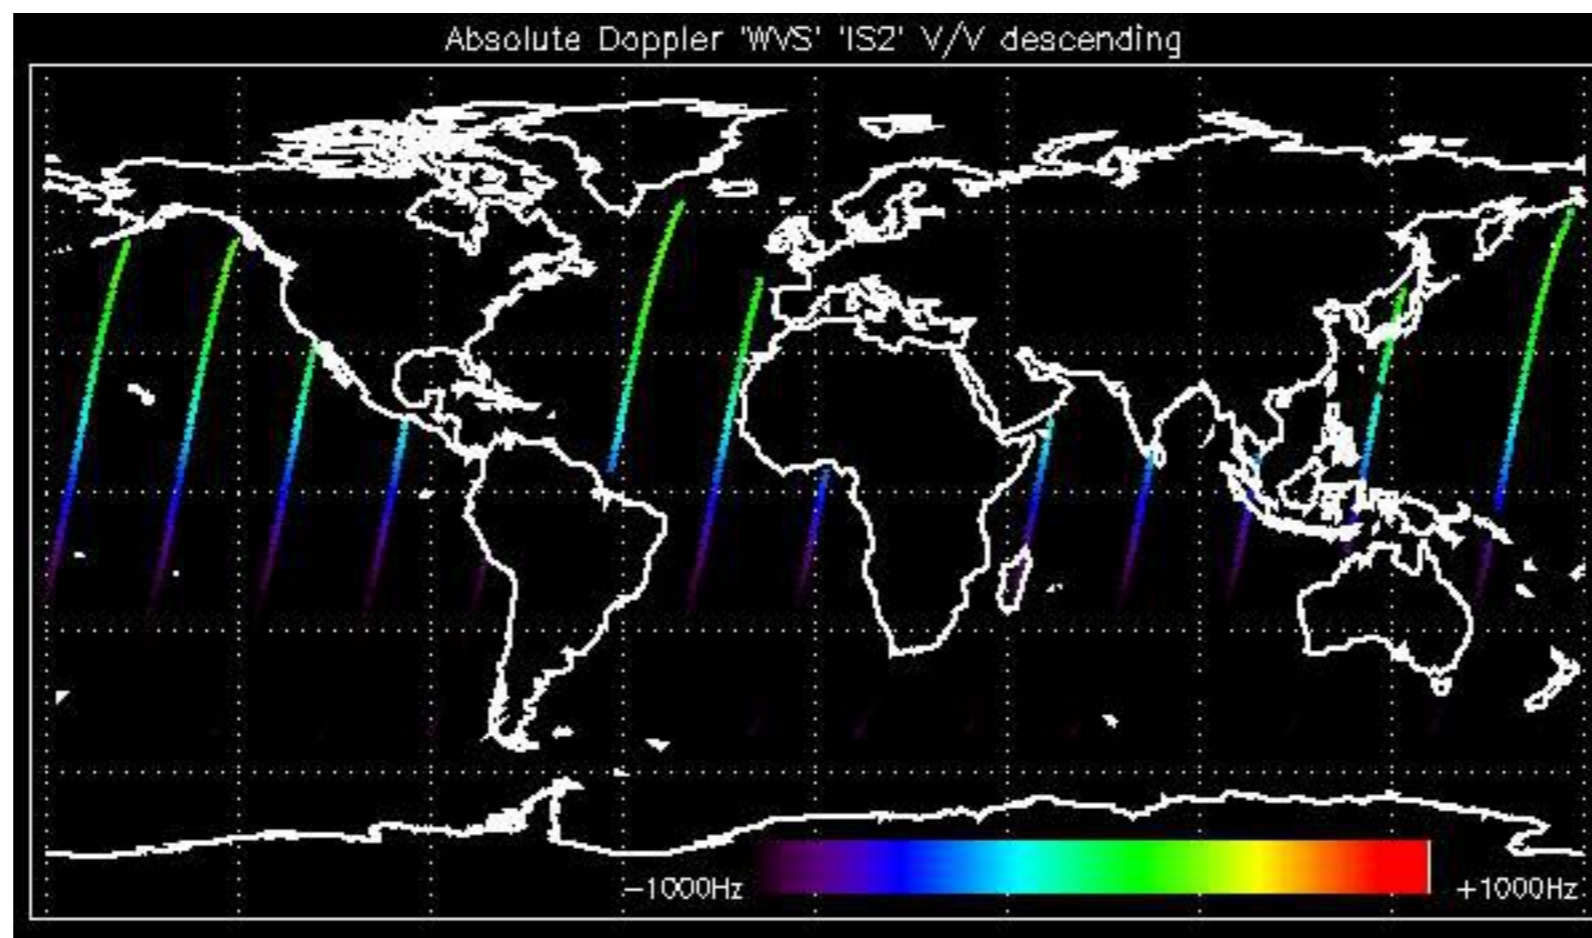 Absolute Doppler 'WVS' 'IS2' V/V descending
−1000Hz +1000Hz